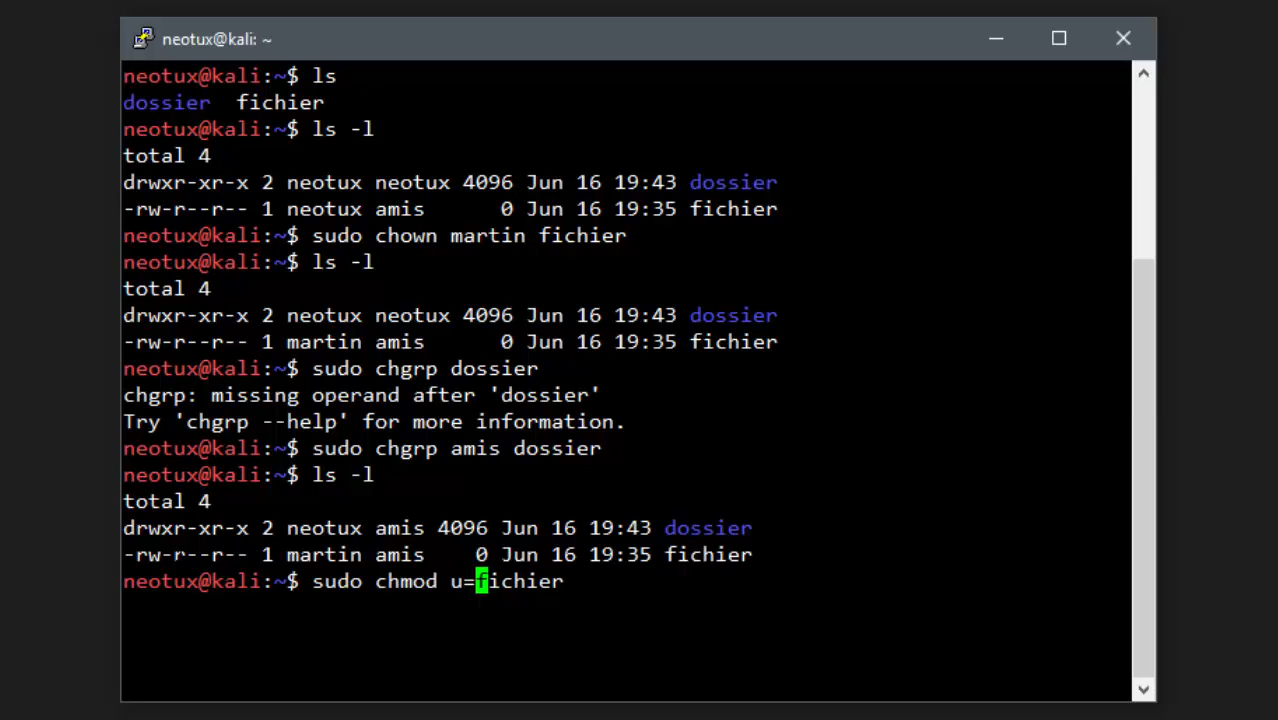 neotux@kali: ~
neotux@kali:~$ ls
dossier  fichier
neotux@kali:~$ ls -l
total 4
drwxr-xr-x 2 neotux neotux 4096 Jun 16 19:43 dossier
-rw-r--r-- 1 neotux amis      0 Jun 16 19:35 fichier
neotux@kali:~$ sudo chown martin fichier
neotux@kali:~$ ls -l
total 4
drwxr-xr-x 2 neotux neotux 4096 Jun 16 19:43 dossier
-rw-r--r-- 1 martin amis      0 Jun 16 19:35 fichier
neotux@kali:~$ sudo chgrp dossier
chgrp: missing operand after 'dossier'
Try 'chgrp --help' for more information.
neotux@kali:~$ sudo chgrp amis dossier
neotux@kali:~$ ls -l
total 4
drwxr-xr-x 2 neotux amis 4096 Jun 16 19:43 dossier
-rw-r--r-- 1 martin amis    0 Jun 16 19:35 fichier
neotux@kali:~$ sudo chmod u=fichier